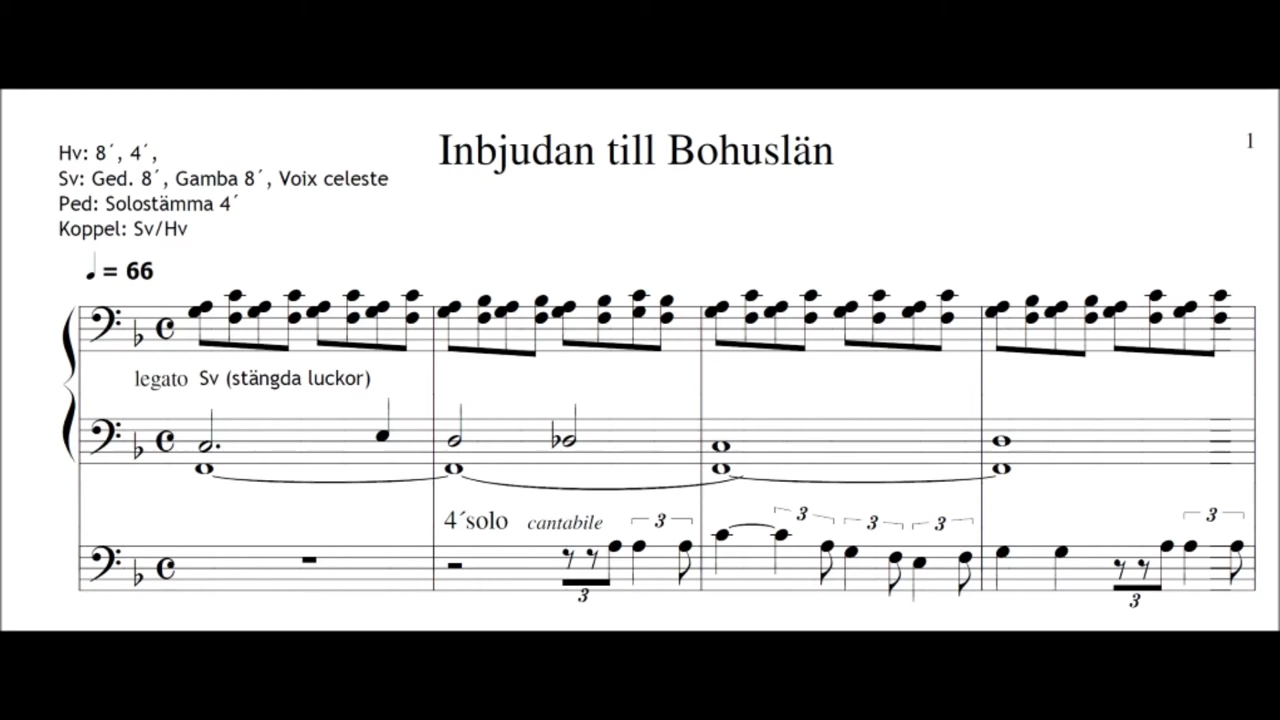 Inbjudan till Bohuslän
1
Hv: 8´, 4´,
Sv: Ged. 8´, Gamba 8´, Voix celeste
Ped: Solostämma 4´
Koppel: Sv/Hv
♩ = 66
legato Sv (stängda luckor)
4´solo cantabile 3
3 3 3
3
3
3